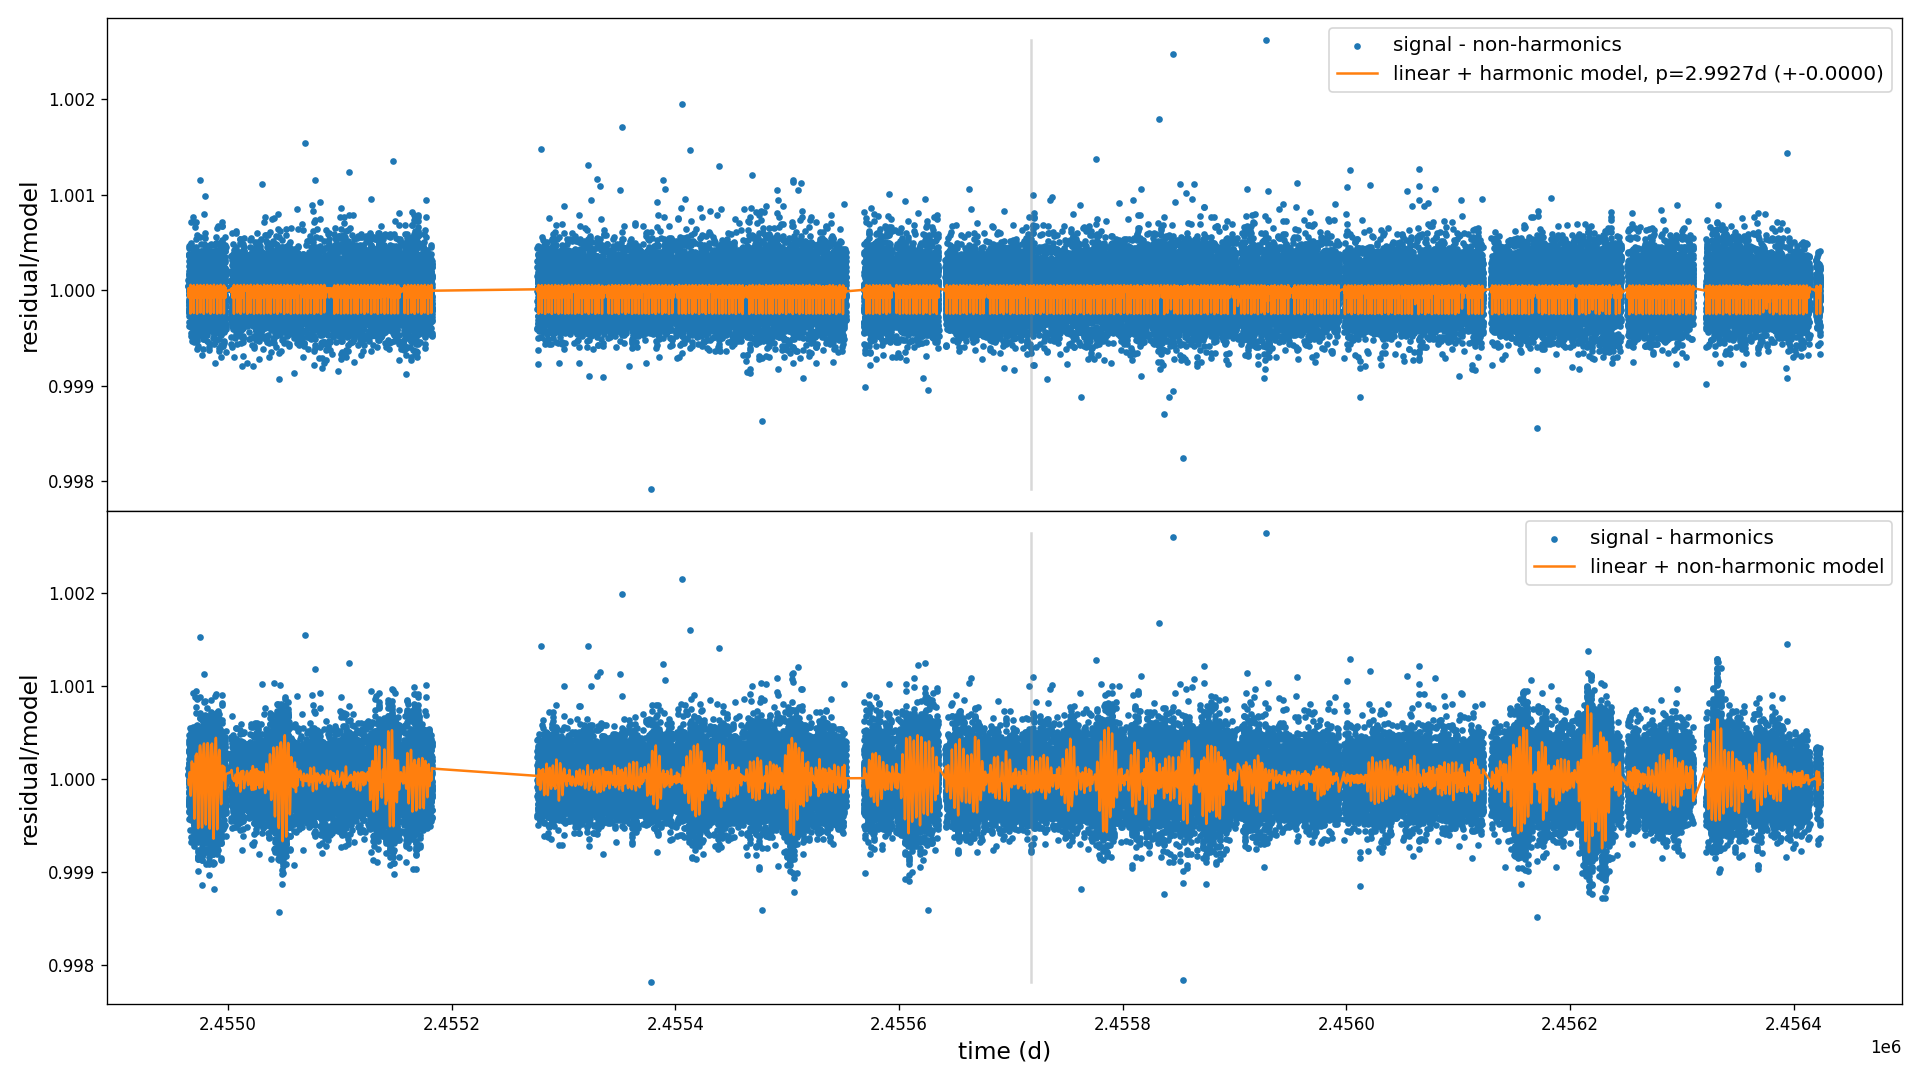 signal - non-harmonics
linear + harmonic model, p=2.9927d (+-0.0000)
1.002
1.001
1.000
0.999
0.998
residual/model
signal - harmonics
linear + non-harmonic model
1.002
1.001
1.000
0.999
0.998
residual/model
2.4550 2.4552 2.4554 2.4556 2.4558 2.4560 2.4562 2.4564
1e6
time (d)